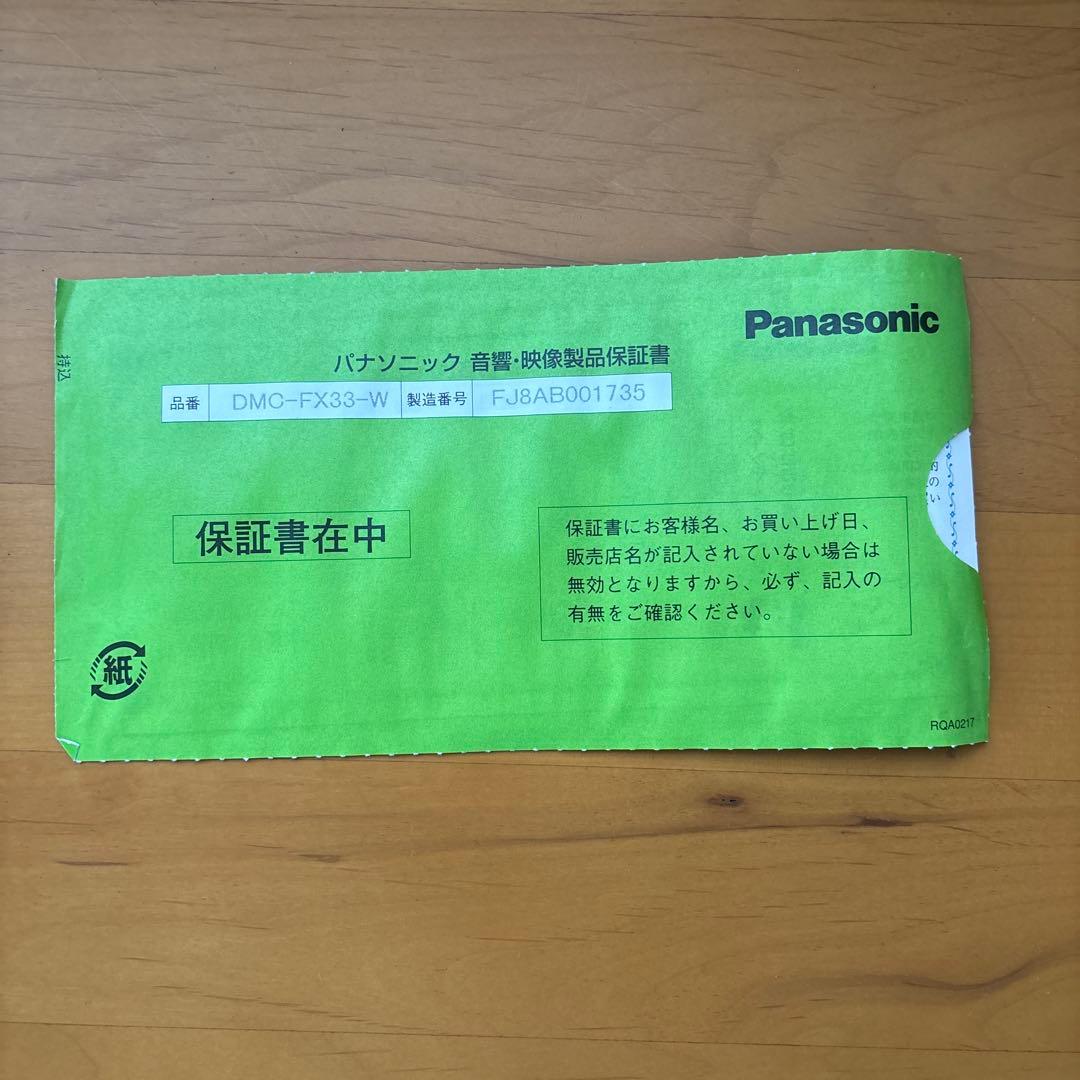 Panasonic
持込
パナソニック 音響・映像製品保証書
品番 DMC-FX33-W 製造番号 FJ8AB001735
保証書在中
保証書にお客様名、お買い上げ日、
販売店名が記入されていない場合は
無効となりますから、必ず、記入の
有無をご確認ください。
のい
紙
RQA0217